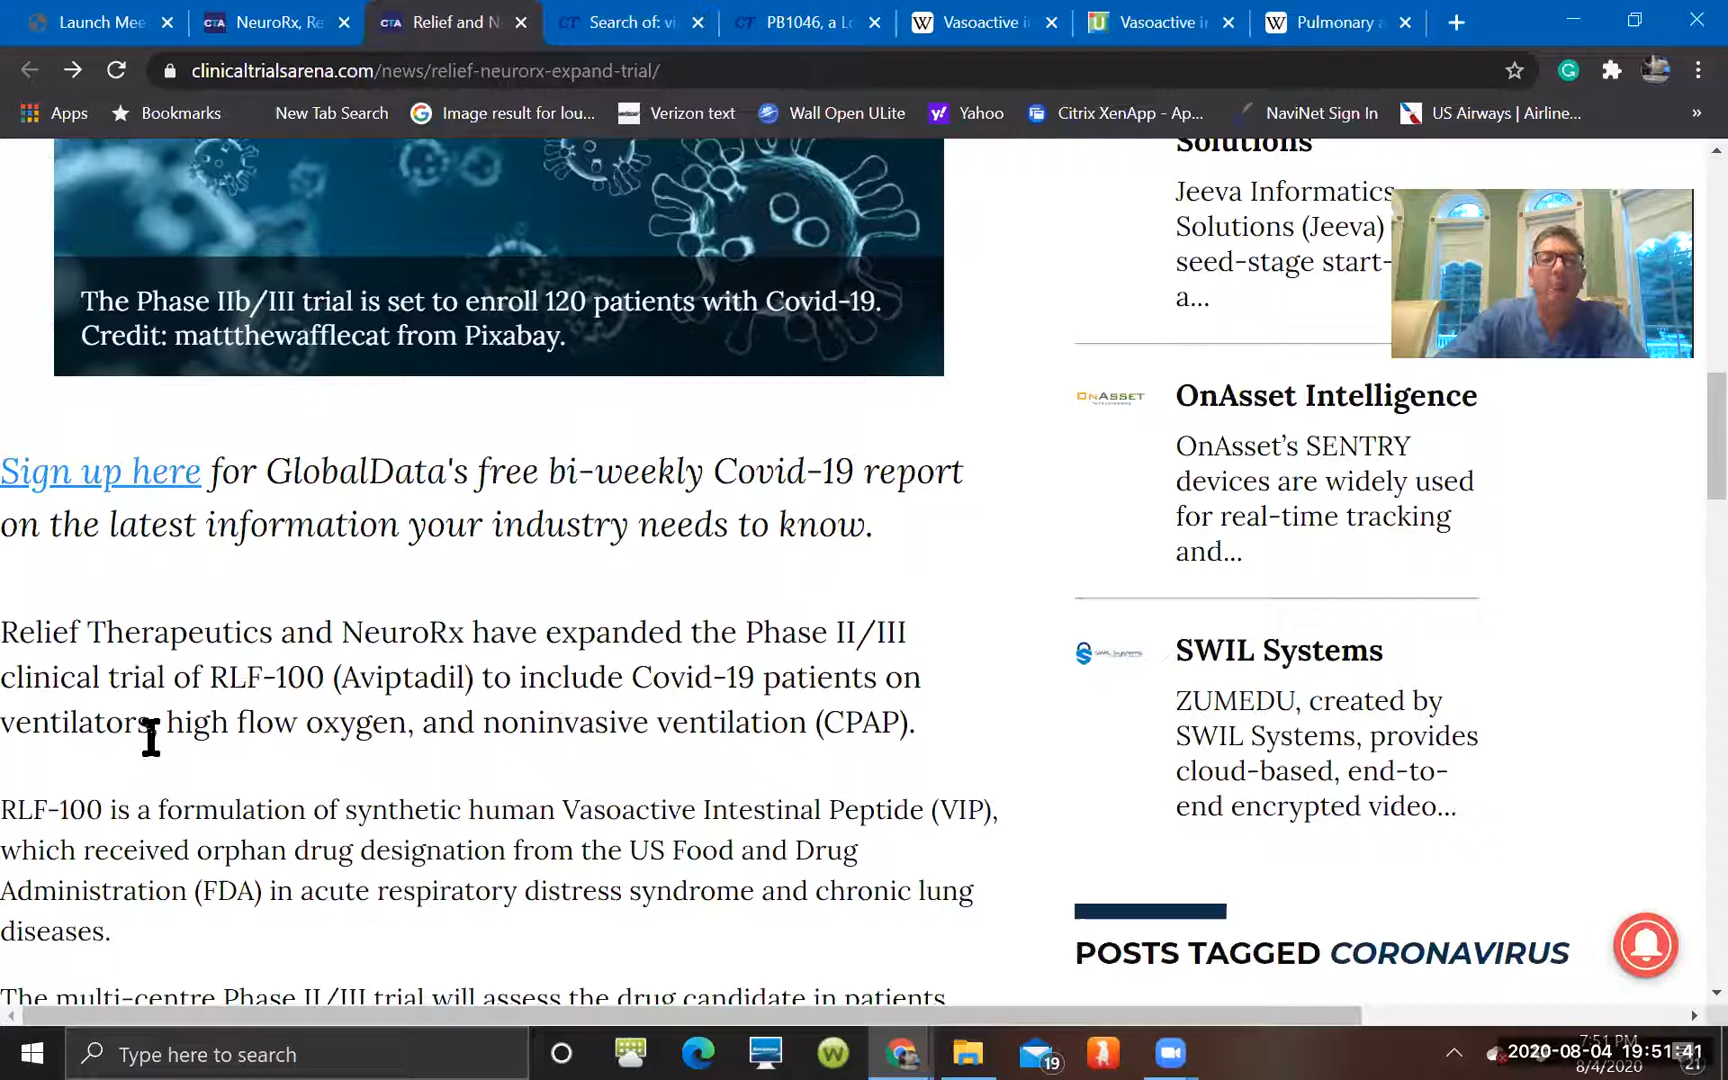 Launch Mee
NeuroRx, Re
Relief and N
Search of: vi
PB1046, a Lo
Vasoactive i
Vasoactive i
Pulmonary a
clinicaltrialsarena.com/news/relief-neurorx-expand-trial/
Apps
Bookmarks
New Tab Search
Image result for lou...
Verizon text
Wall Open ULite
Yahoo
Citrix XenApp - Ap...
NaviNet Sign In
US Airways | Airline...
»
The Phase IIb/III trial is set to enroll 120 patients with Covid-19.
Credit: mattthewafflecat from Pixabay.
Sign up here for GlobalData's free bi-weekly Covid-19 report
on the latest information your industry needs to know.
Relief Therapeutics and NeuroRx have expanded the Phase II/III
clinical trial of RLF-100 (Aviptadil) to include Covid-19 patients on
ventilators, high flow oxygen, and noninvasive ventilation (CPAP).
RLF-100 is a formulation of synthetic human Vasoactive Intestinal Peptide (VIP),
which received orphan drug designation from the US Food and Drug
Administration (FDA) in acute respiratory distress syndrome and chronic lung
diseases.
The multi-centre Phase II/III trial will assess the drug candidate in patients
Solutions
Jeeva Informatics
Solutions (Jeeva)
seed-stage start-
a...
ONASSET
OnAsset Intelligence
OnAsset’s SENTRY
devices are widely used
for real-time tracking
and...
SWIL Systems
ZUMEDU, created by
SWIL Systems, provides
cloud-based, end-to-
end encrypted video...
POSTS TAGGED CORONAVIRUS
Type here to search
19
7:51 PM
2020-08-04 19:51:41
8/4/2020
21